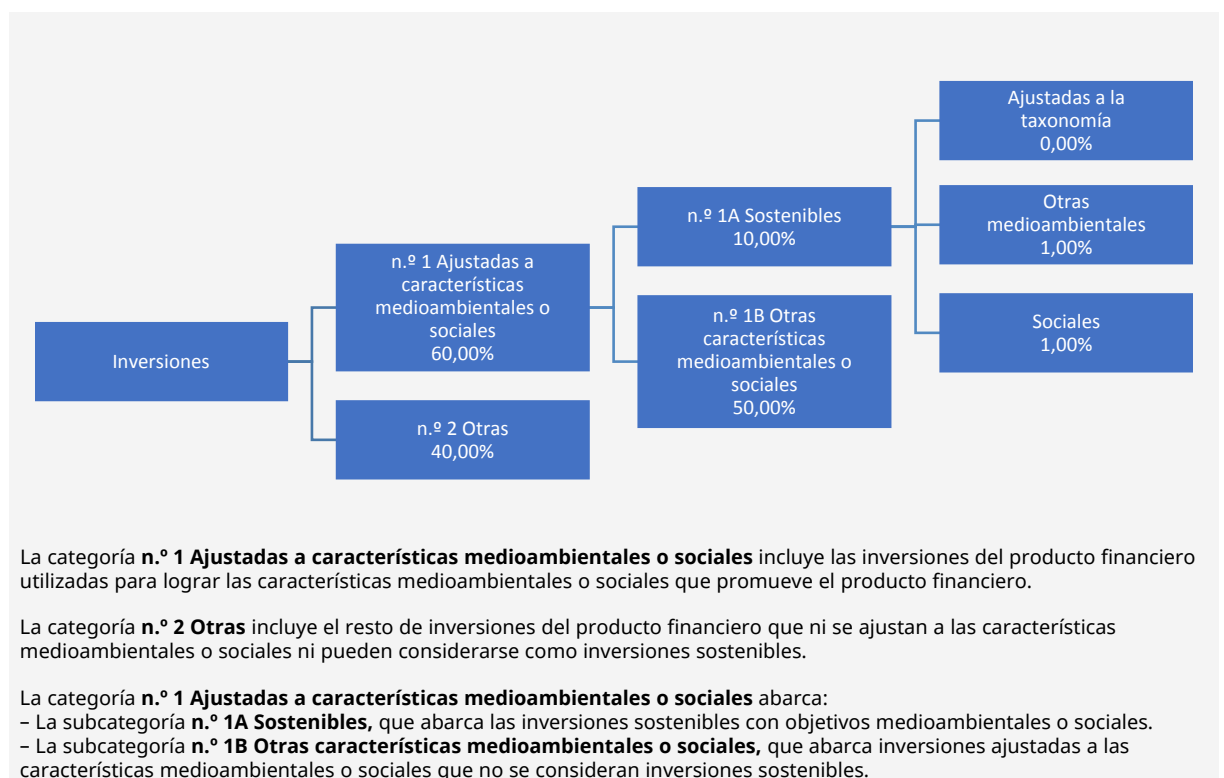 Inversiones
n.º 1 Ajustadas a
características
medioambientales o
sociales
60,00%
n.º 2 Otras
40,00%
n.º 1A Sostenibles
10,00%
n.º 1B Otras
características
medioambientales o
sociales
50,00%
Ajustadas a la
taxonomía
0,00%
Otras
medioambientales
1,00%
Sociales
1,00%
La categoría n.º 1 Ajustadas a características medioambientales o sociales incluye las inversiones del producto financiero
utilizadas para lograr las características medioambientales o sociales que promueve el producto financiero.
La categoría n.º 2 Otras incluye el resto de inversiones del producto financiero que ni se ajustan a las características
medioambientales o sociales ni pueden considerarse como inversiones sostenibles.
La categoría n.º 1 Ajustadas a características medioambientales o sociales abarca:
– La subcategoría n.º 1A Sostenibles, que abarca las inversiones sostenibles con objetivos medioambientales o sociales.
– La subcategoría n.º 1B Otras características medioambientales o sociales, que abarca inversiones ajustadas a las
características medioambientales o sociales que no se consideran inversiones sostenibles.